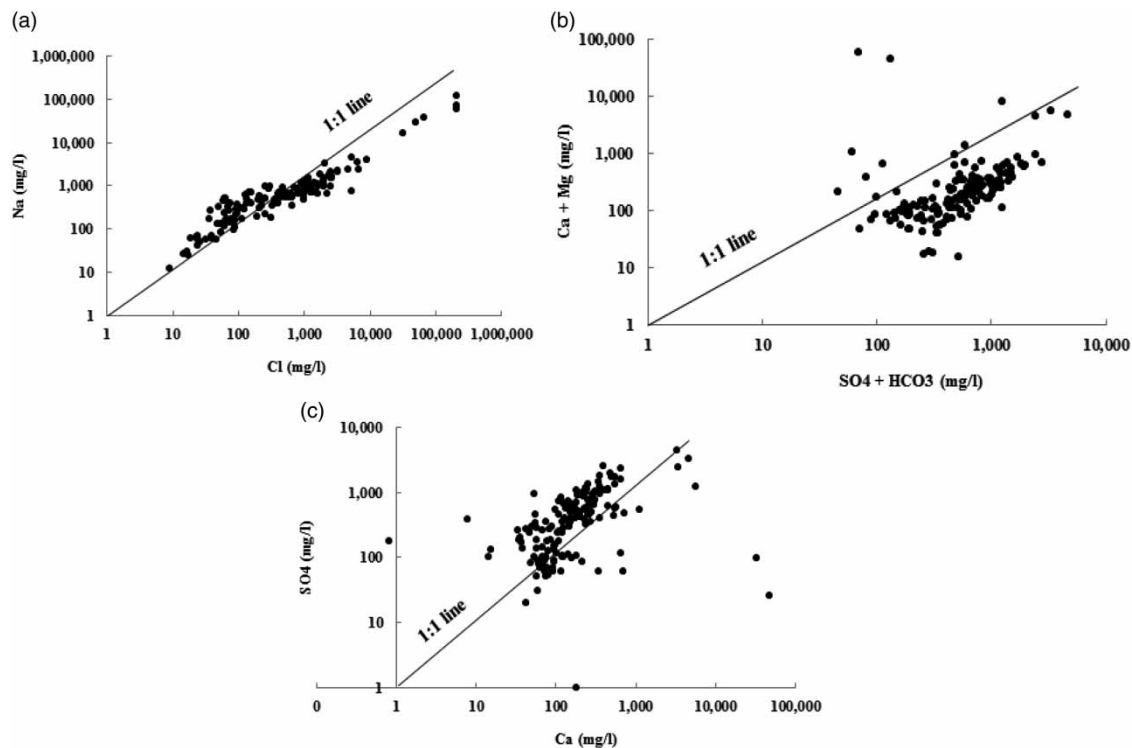 (a)
1,000,000
100,000
10,000
1,000
100
10
1
Na (mg/l)
1:1 line
1 10 100 1,000 10,000 100,000 1,000,000
Cl (mg/l)
(b)
100,000
10,000
1,000
100
10
1
Ca + Mg (mg/l)
1:1 line
1 10 100 1,000 10,000
SO4 + HCO3 (mg/l)
(c)
10,000
1,000
100
10
1
SO4 (mg/l)
1:1 line
0 1 10 100 1,000 10,000 100,000
Ca (mg/l)